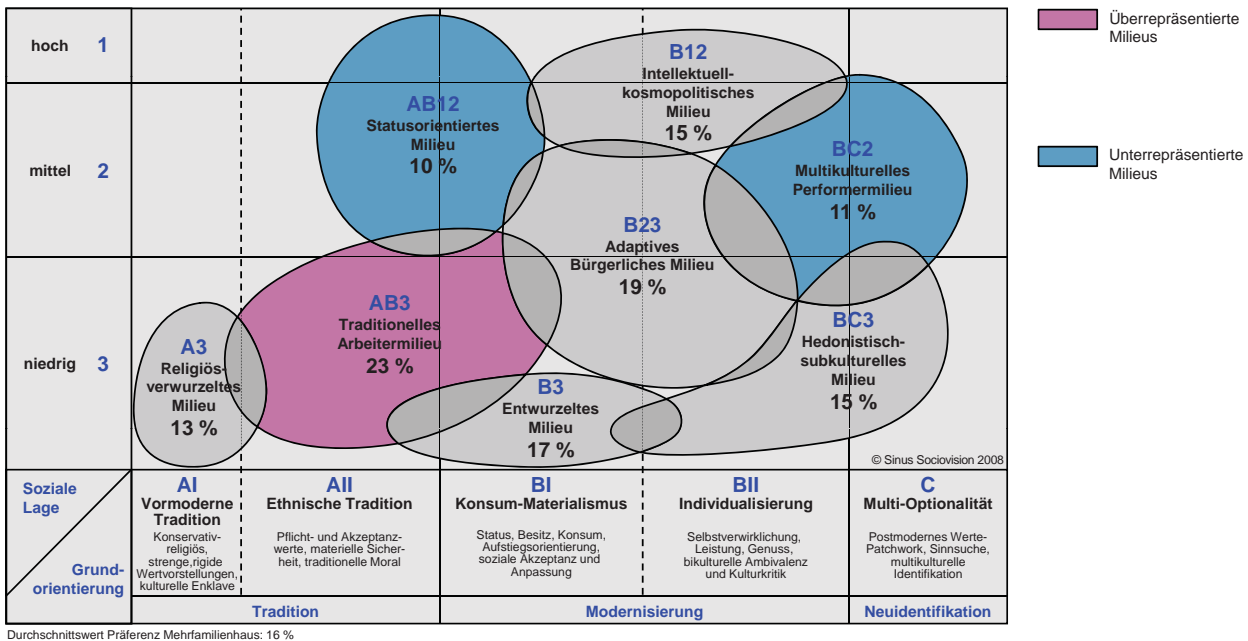 hoch 1
mittel 2
niedrig 3
B12
Intellektuell-
kosmopolitisches
Milieu
15 %
AB12
Statusorientiertes
Milieu
10 %
BC2
Multikulturelles
Performermilieu
11 %
B23
Adaptives
Bürgerliches Milieu
19 %
AB3
Traditionelles
Arbeitermilieu
23 %
A3
Religiös-
verwurzeltes
Milieu
13 %
BC3
Hedonistisch-
subkulturelles
Milieu
15 %
B3
Entwurzeltes
Milieu
17 %
© Sinus Sociovision 2008
Soziale
Lage
Grund-
orientierung
AI
Vormoderne
Tradition
Konservativ-
religiös,
strenge,rigide
Wertvorstellungen,
kulturelle Enklave
AII
Ethnische Tradition
Pflicht- und Akzeptanz-
werte, materielle Sicher-
heit, traditionelle Moral
BI
Konsum-Materialismus
Status, Besitz, Konsum,
Aufstiegsorientierung,
soziale Akzeptanz und
Anpassung
BII
Individualisierung
Selbstverwirklichung,
Leistung, Genuss,
bikulturelle Ambivalenz
und Kulturkritik
C
Multi-Optionalität
Postmodernes Werte-
Patchwork, Sinnsuche,
multikulturelle
Identifikation
Tradition
Modernisierung
Neuidentifikation
Durchschnittswert Präferenz Mehrfamilienhaus: 16 %
Überrepräsentierte
Milieus
Unterrepräsentierte
Milieus